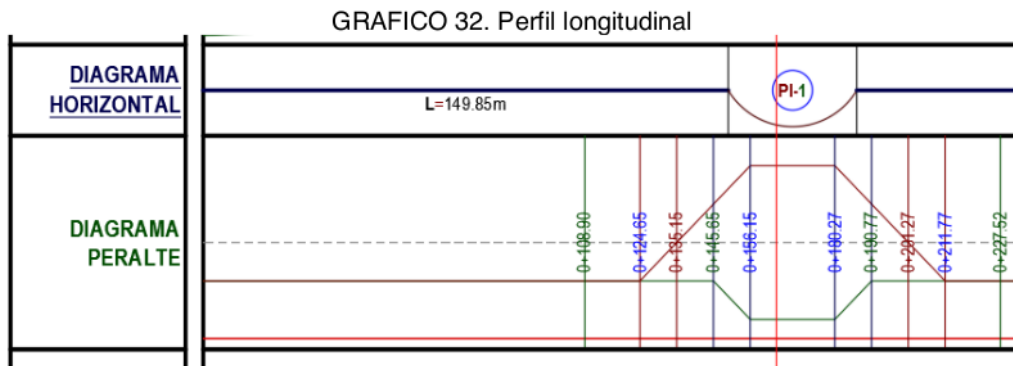 GRAFICO 32. Perfil longitudinal
DIAGRAMA
HORIZONTAL
L=149.85m
PI-1
DIAGRAMA
PERALTE
0+108.90
0+124.65
0+135.15
0+145.65
0+156.15
0+180.27
0+190.77
0+201.27
0+211.77
0+227.52